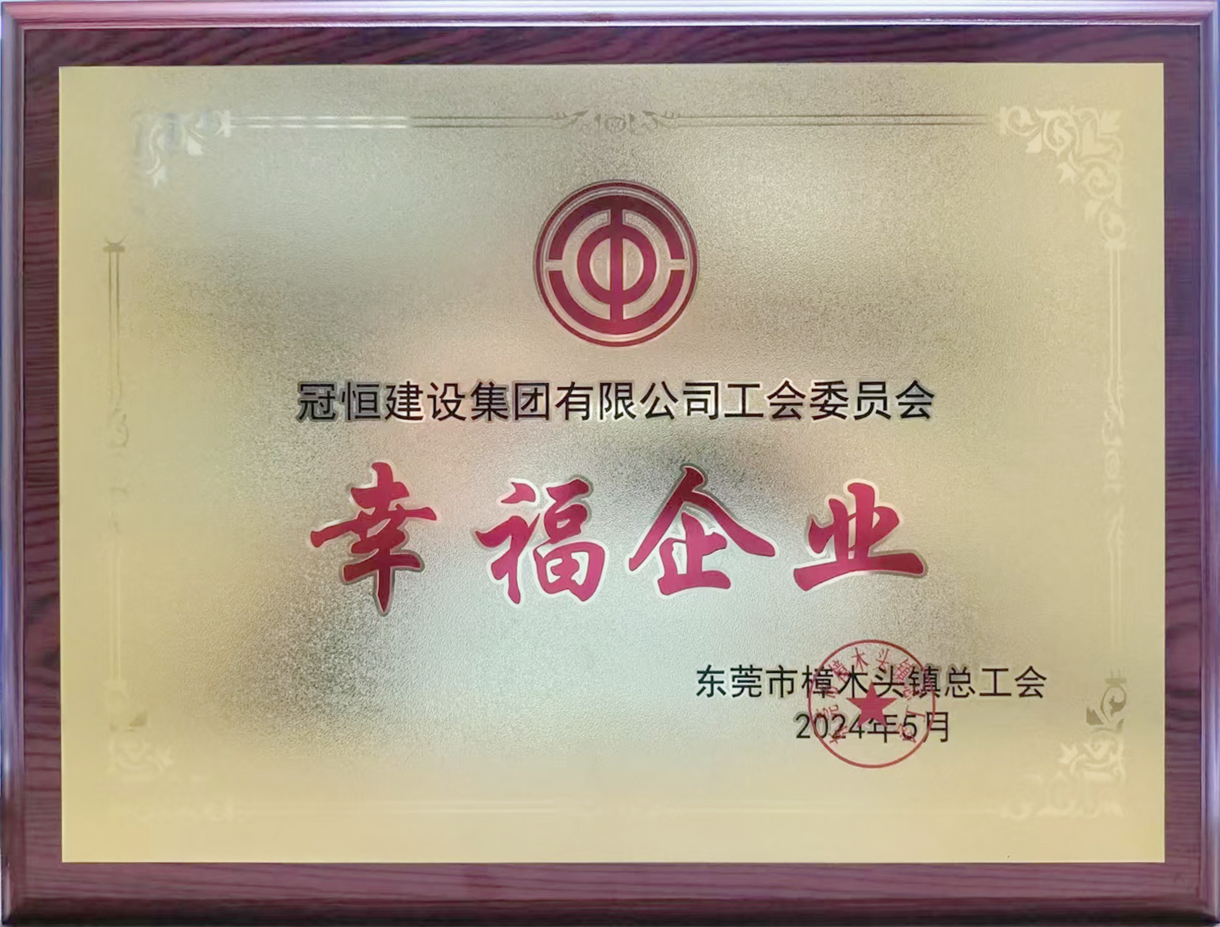 冠恒建设集团有限公司工会委员会
幸福企业
东莞市樟木头镇总工会
2024年5月